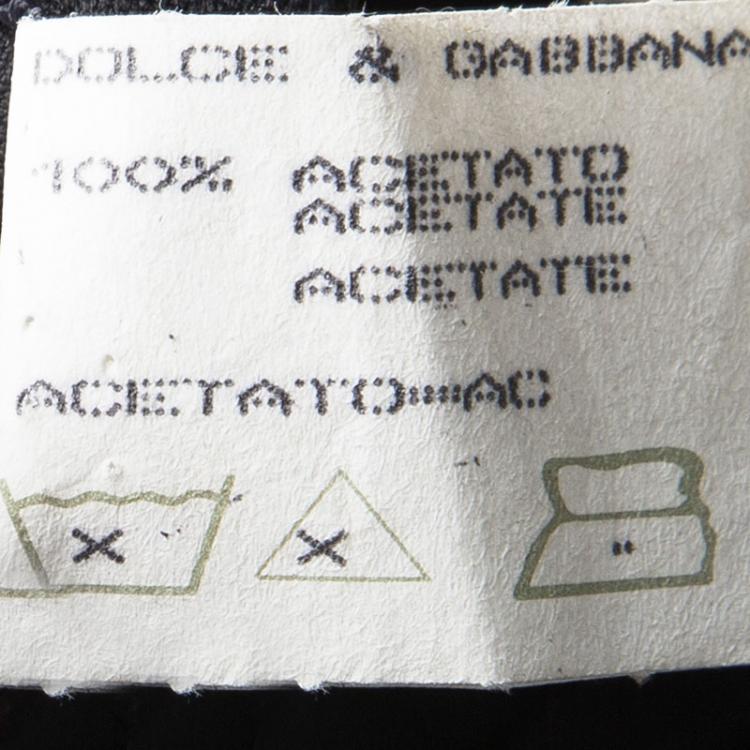 DOLCE & GABBANA
100% ACETATO
ACETATE
ACETATE
ACETATO=AC